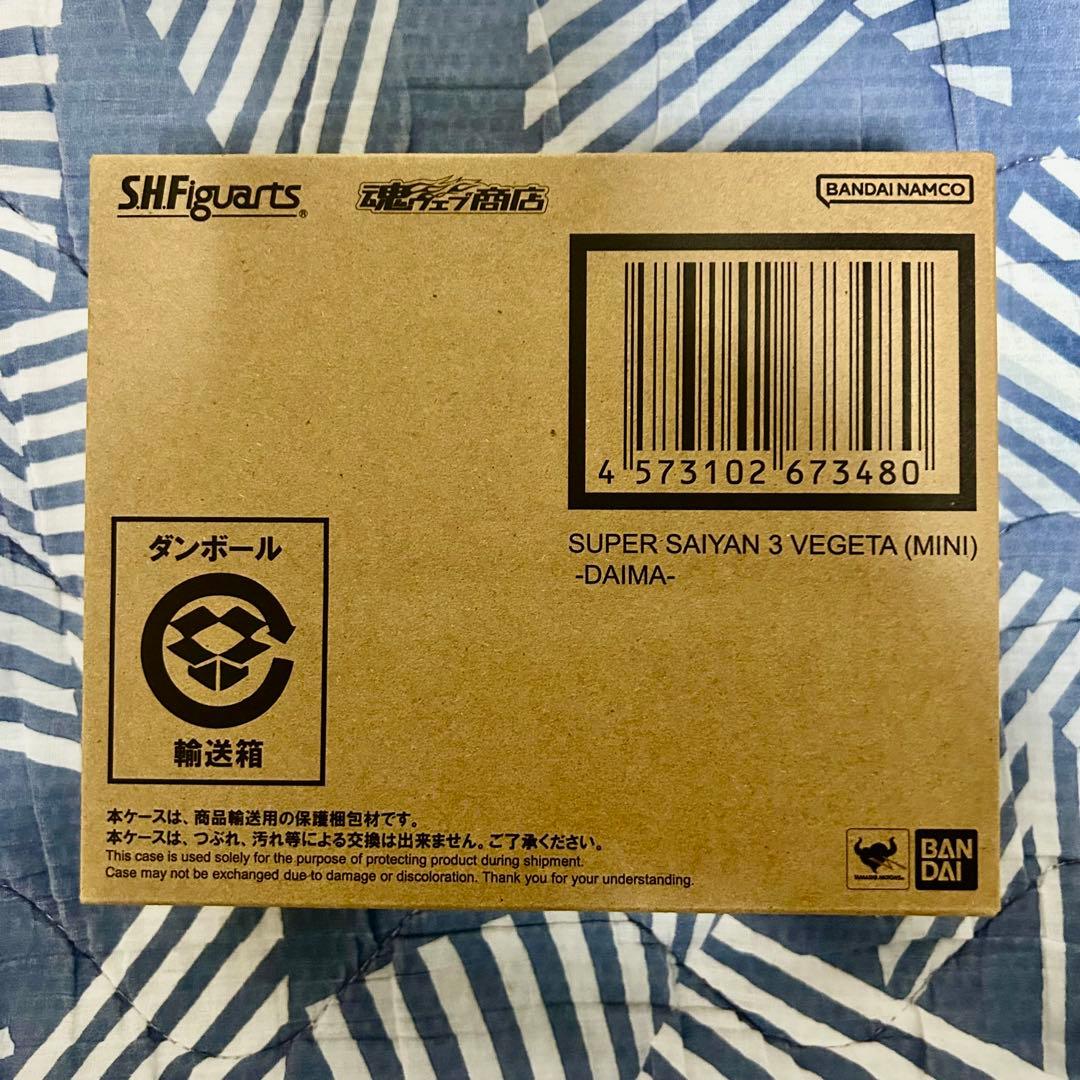 S.H.Figuarts®
魂ウェブ商店
BANDAI NAMCO
4 573102 673480
SUPER SAIYAN 3 VEGETA (MINI)
-DAIMA-
ダンボール
輸送箱
本ケースは、商品輸送用の保護梱包材です。
本ケースは、つぶれ、汚れ等による交換は出来ません。ご了承ください。
This case is used solely for the purpose of protecting product during shipment.
Case may not be exchanged due to damage or discoloration. Thank you for your understanding.
TAMASHII NATIONS
BAN
DAI